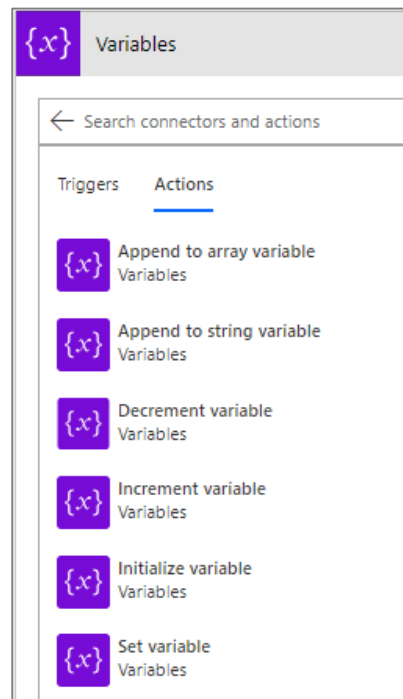 {x} Variables
Search connectors and actions
Triggers Actions
{x} Append to array variable
Variables
{x} Append to string variable
Variables
{x} Decrement variable
Variables
{x} Increment variable
Variables
{x} Initialize variable
Variables
{x} Set variable
Variables